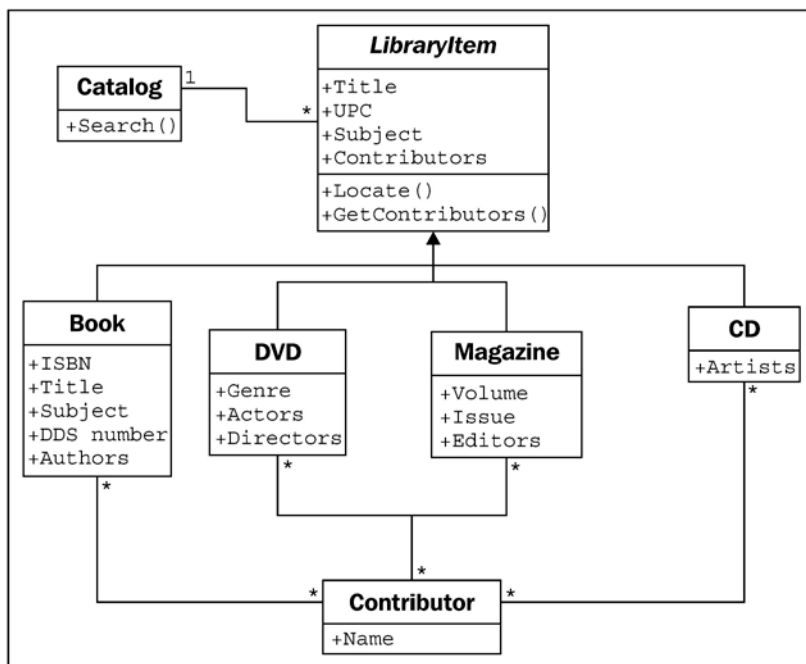 LibraryItem
+Title
+UPC
+Subject
+Contributors
+Locate()
+GetContributors()
Catalog
+Search()
1
*
Book
+ISBN
+Title
+Subject
+DDS number
+Authors
*
DVD
+Genre
+Actors
+Directors
*
Magazine
+Volume
+Issue
+Editors
*
CD
+Artists
*
*
*
*
Contributor
+Name